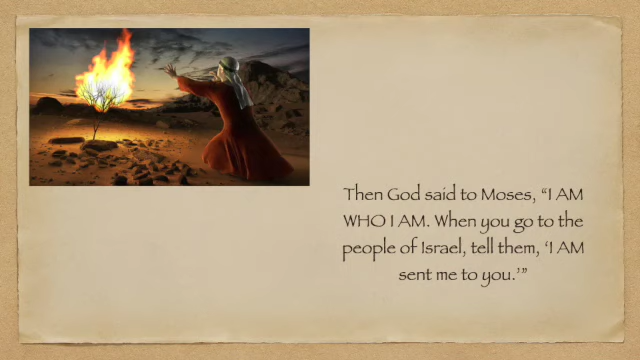 Then God said to Moses, “I AM
WHO I AM. When you go to the
people of Israel, tell them, ‘I AM
sent me to you.’”